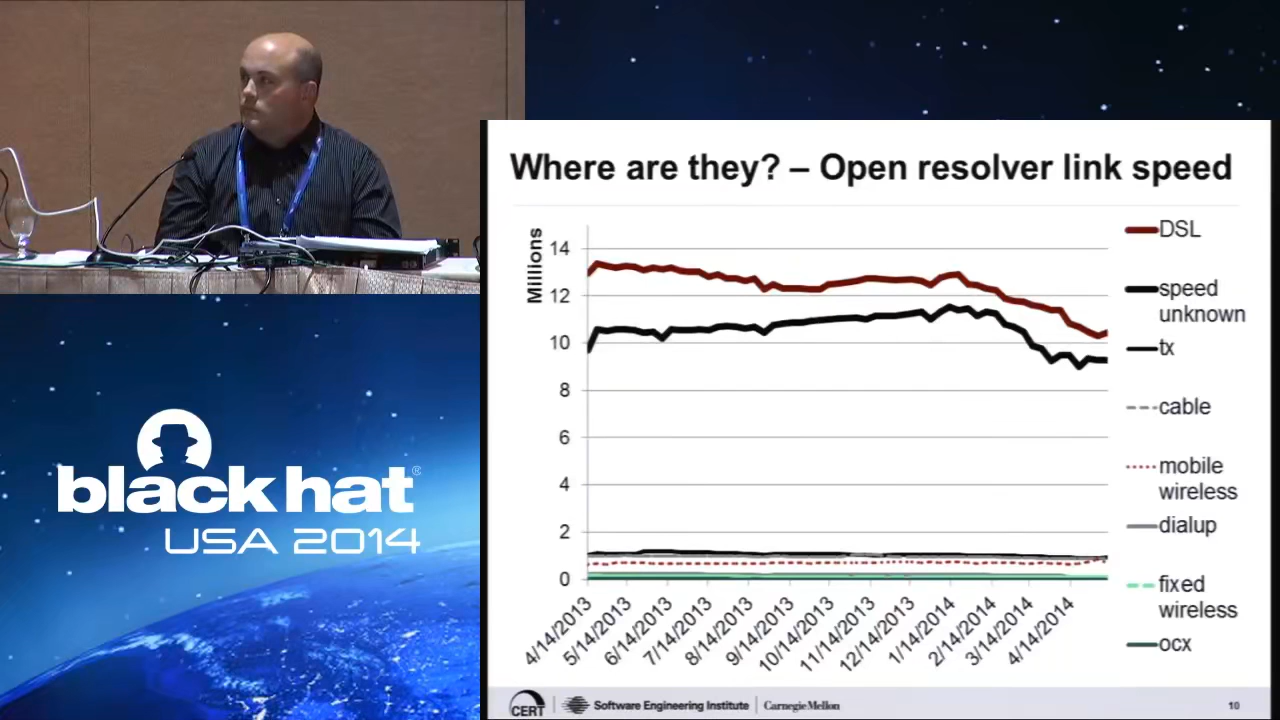 Where are they? – Open resolver link speed
Millions
14
12
10
8
6
4
2
0
4/14/2013
5/14/2013
6/14/2013
7/14/2013
8/14/2013
9/14/2013
10/14/2013
11/14/2013
12/14/2013
1/14/2014
2/14/2014
3/14/2014
4/14/2014
DSL
speed
unknown
tx
cable
mobile
wireless
dialup
fixed
wireless
ocx
black hat®
USA 2014
CERT
Software Engineering Institute
Carnegie Mellon
10